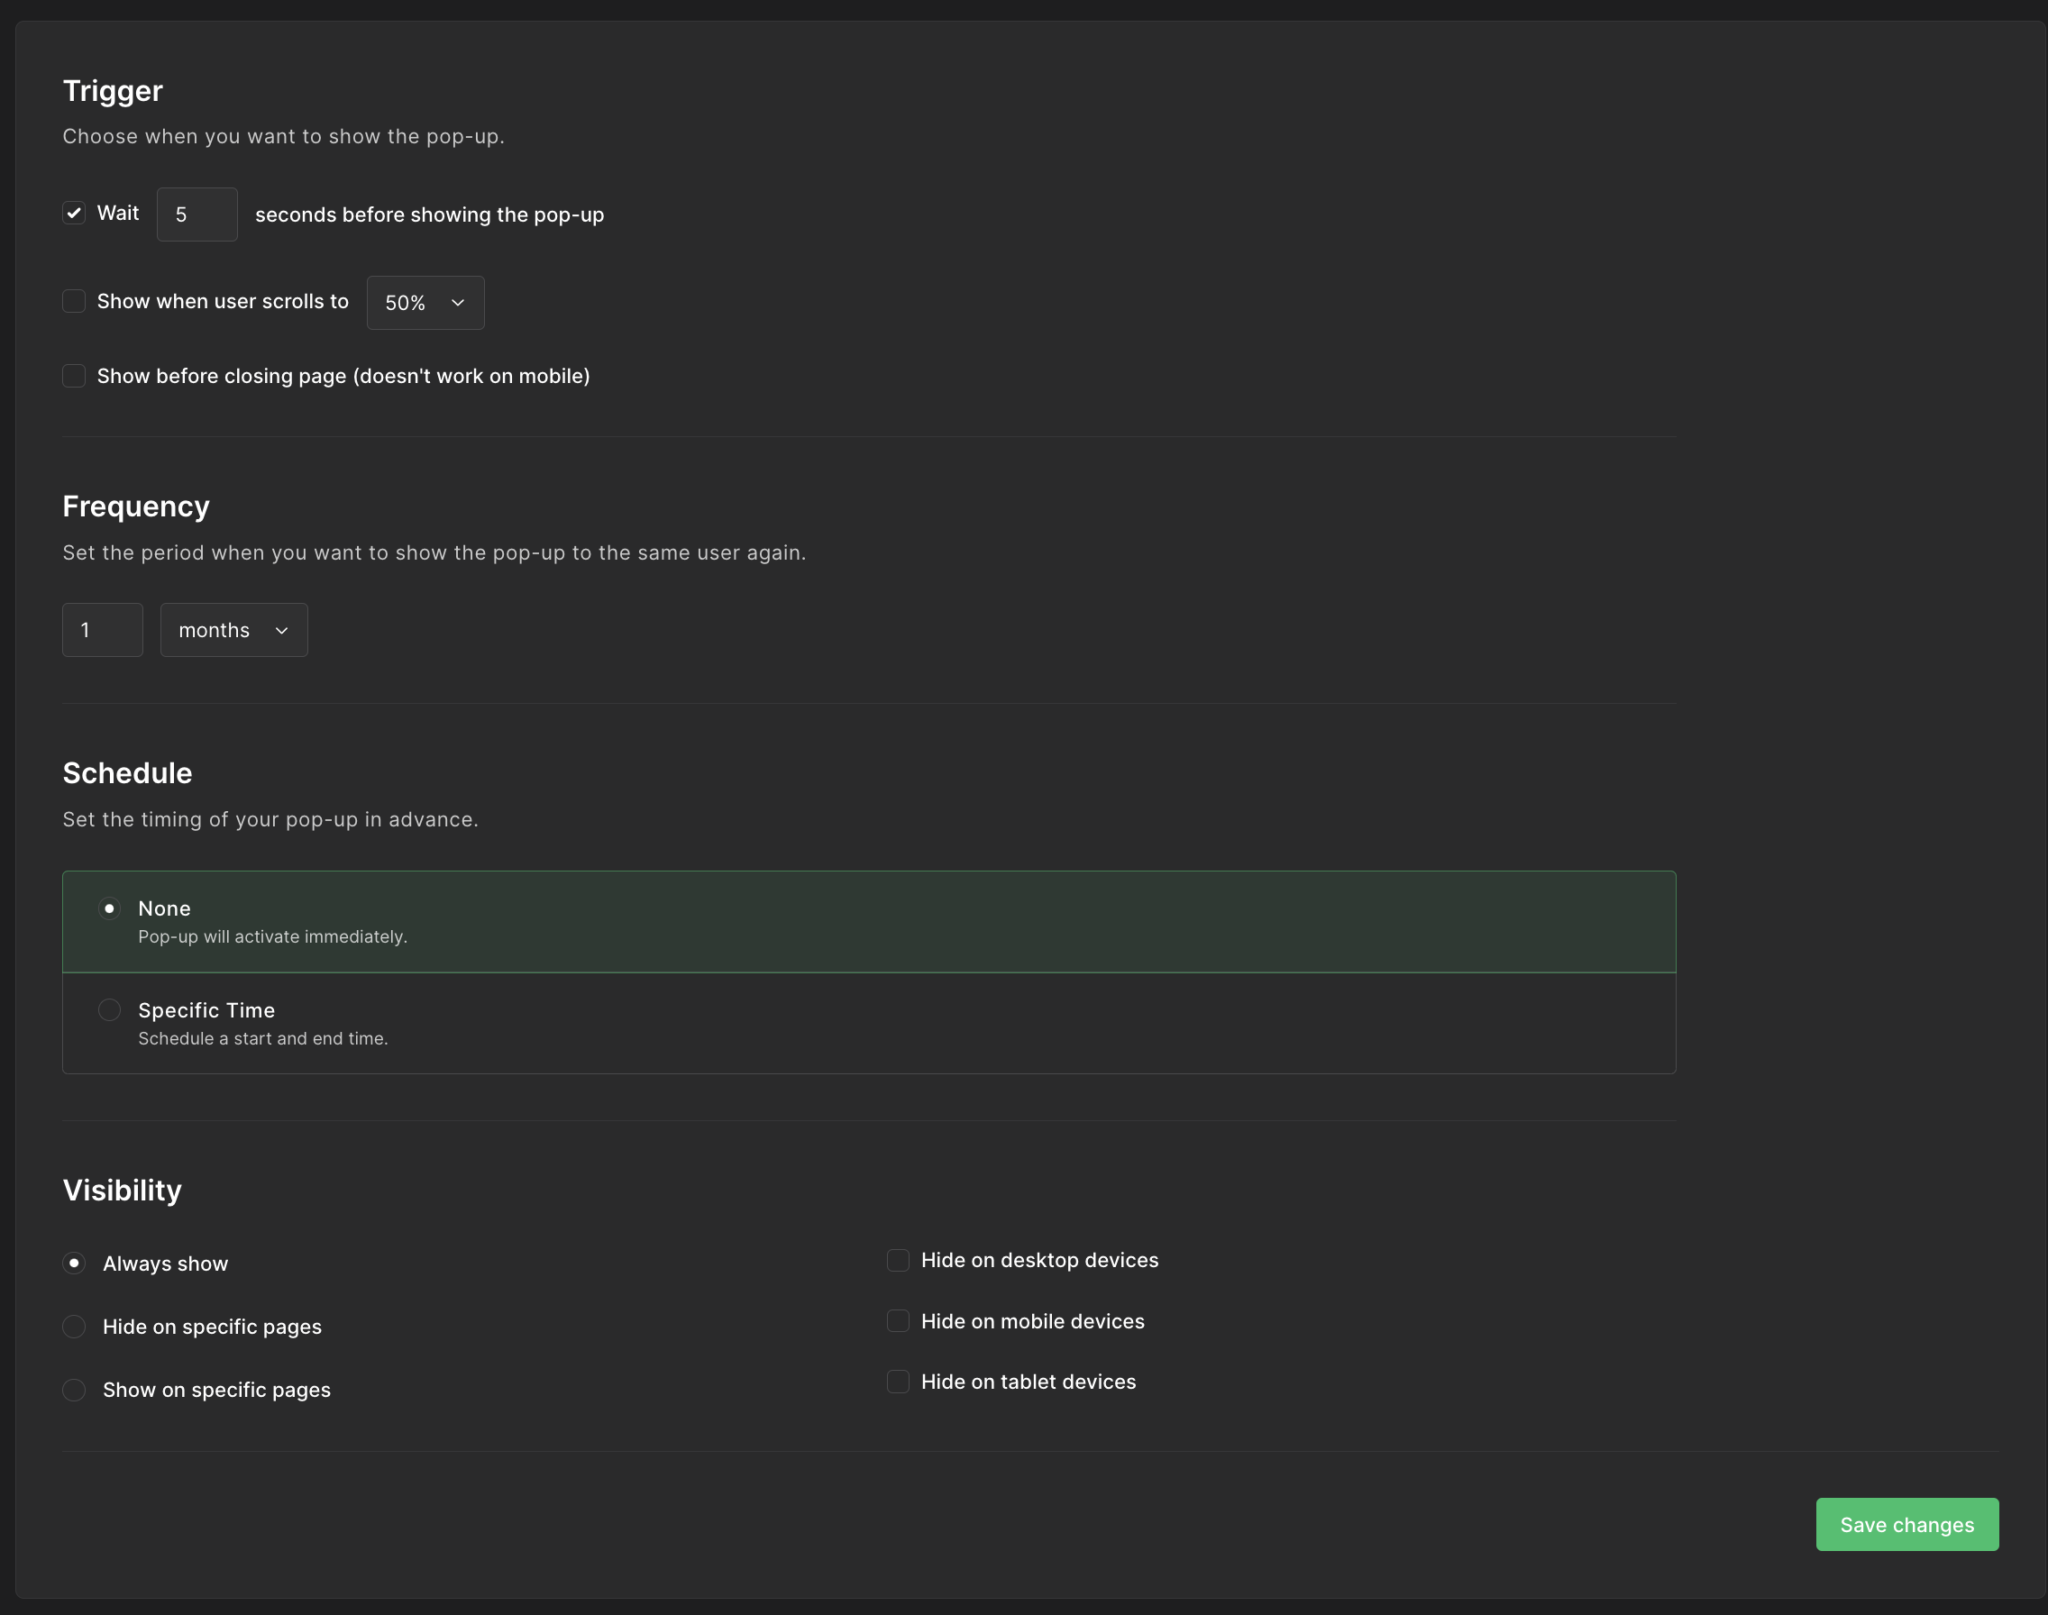 Trigger
Choose when you want to show the pop-up.
Wait 5 seconds before showing the pop-up
Show when user scrolls to 50%
Show before closing page (doesn't work on mobile)
Frequency
Set the period when you want to show the pop-up to the same user again.
1 months
Schedule
Set the timing of your pop-up in advance.
None
Pop-up will activate immediately.
Specific Time
Schedule a start and end time.
Visibility
Always show
Hide on specific pages
Show on specific pages
Hide on desktop devices
Hide on mobile devices
Hide on tablet devices
Save changes